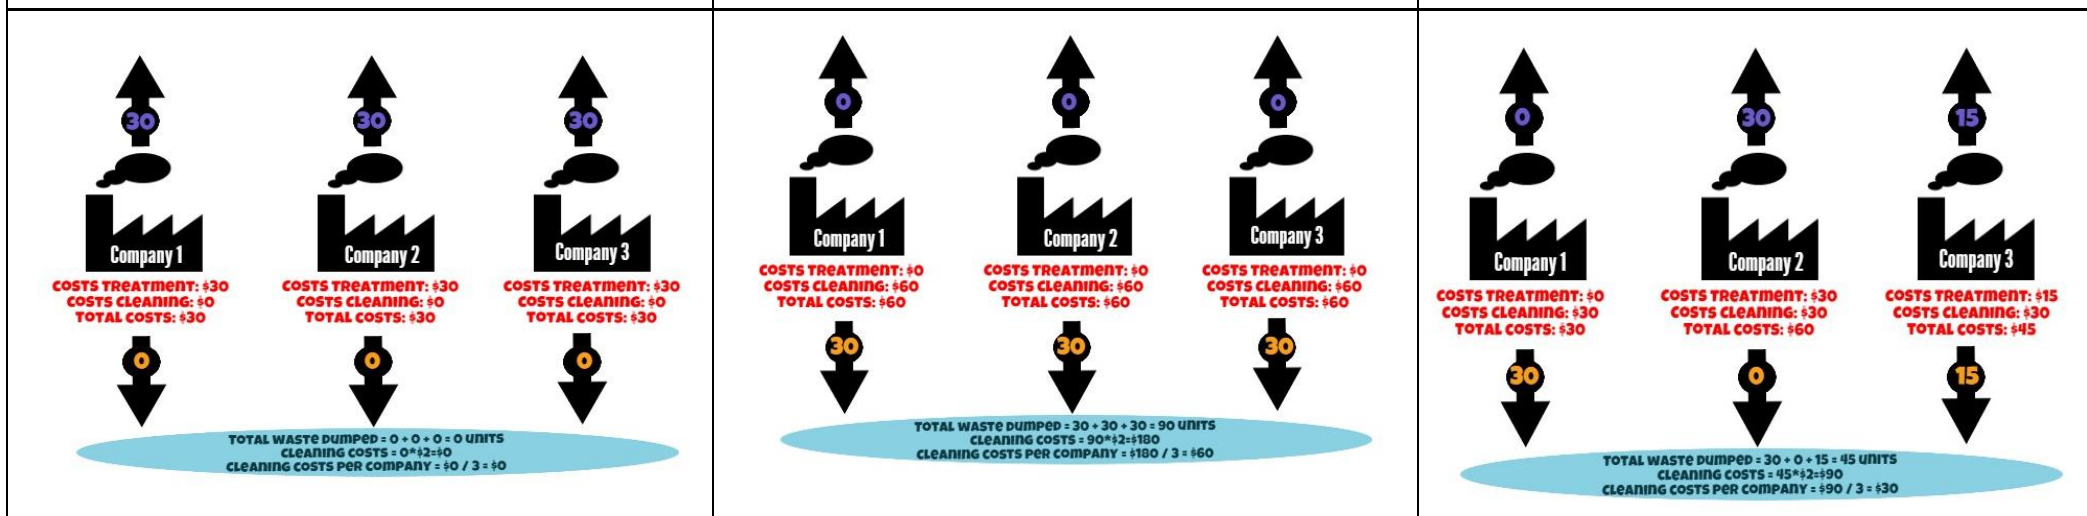 30
30
30
Company 1
Company 2
Company 3
COSTS TREATMENT: $30
COSTS CLEANING: $0
TOTAL COSTS: $30
COSTS TREATMENT: $30
COSTS CLEANING: $0
TOTAL COSTS: $30
COSTS TREATMENT: $30
COSTS CLEANING: $0
TOTAL COSTS: $30
0
0
0
TOTAL WASTE DUMPED = 0 + 0 + 0 = 0 UNITS
CLEANING COSTS = 0*$2=$0
CLEANING COSTS PER COMPANY = $0 / 3 = $0
0
0
0
Company 1
Company 2
Company 3
COSTS TREATMENT: $0
COSTS CLEANING: $60
TOTAL COSTS: $60
COSTS TREATMENT: $0
COSTS CLEANING: $60
TOTAL COSTS: $60
COSTS TREATMENT: $0
COSTS CLEANING: $60
TOTAL COSTS: $60
30
30
30
TOTAL WASTE DUMPED = 30 + 30 + 30 = 90 UNITS
CLEANING COSTS = 90*$2=$180
CLEANING COSTS PER COMPANY = $180 / 3 = $60
0
30
15
Company 1
Company 2
Company 3
COSTS TREATMENT: $0
COSTS CLEANING: $30
TOTAL COSTS: $30
COSTS TREATMENT: $30
COSTS CLEANING: $30
TOTAL COSTS: $60
COSTS TREATMENT: $15
COSTS CLEANING: $30
TOTAL COSTS: $45
30
0
15
TOTAL WASTE DUMPED = 30 + 0 + 15 = 45 UNITS
CLEANING COSTS = 45*$2=$90
CLEANING COSTS PER COMPANY = $90 / 3 = $30